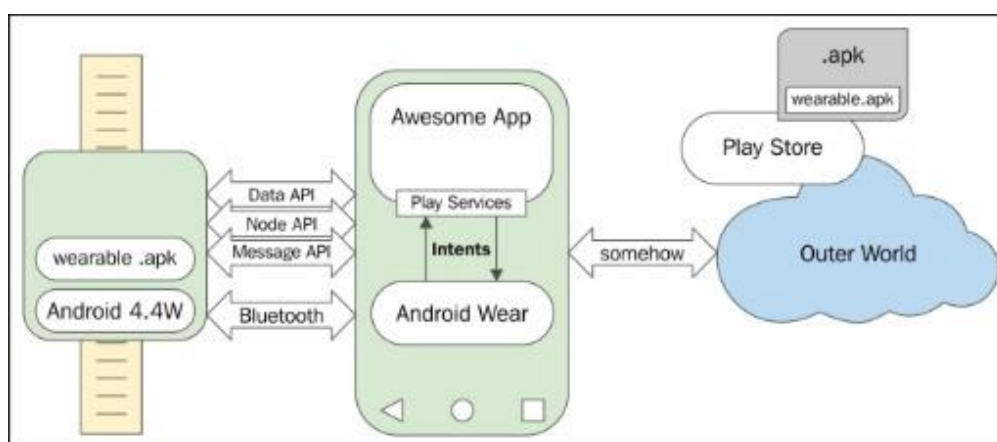 wearable .apk
Android 4.4W
Data API
Node API
Message API
Bluetooth
Awesome App
Play Services
Intents
Android Wear
somehow
.apk
wearable.apk
Play Store
Outer World